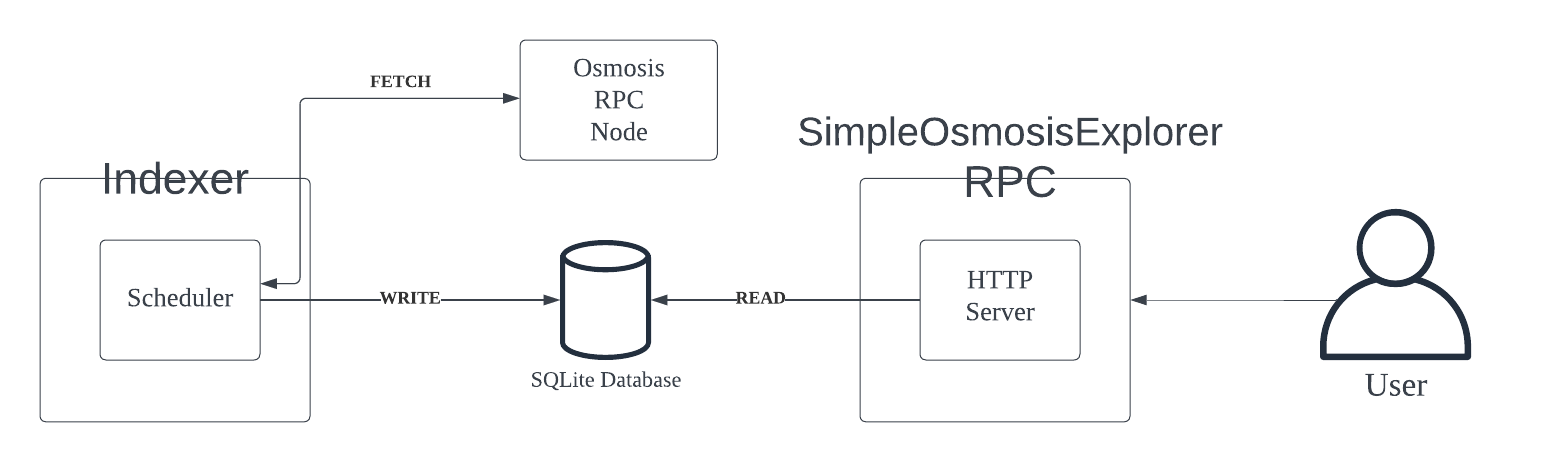 FETCH
Osmosis
RPC
Node
Indexer
SimpleOsmosisExplorer
RPC
Scheduler
WRITE
SQLite Database
READ
HTTP
Server
User